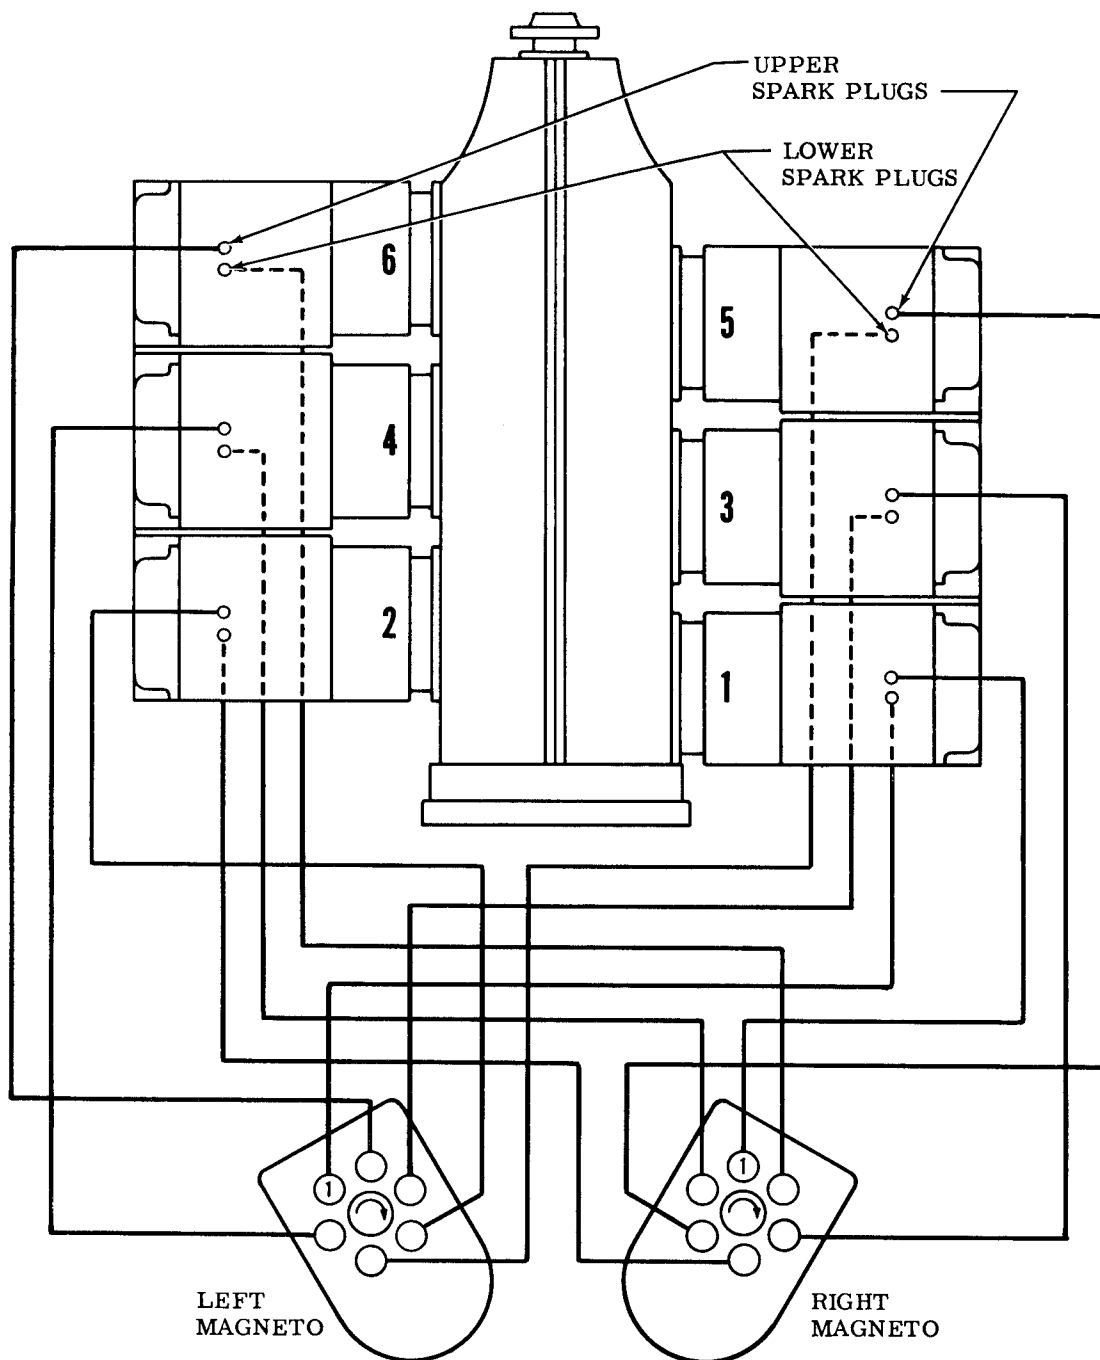 UPPER
SPARK PLUGS
LOWER
SPARK PLUGS
6
5
4
3
2
1
1
1
LEFT
MAGNETO
RIGHT
MAGNETO